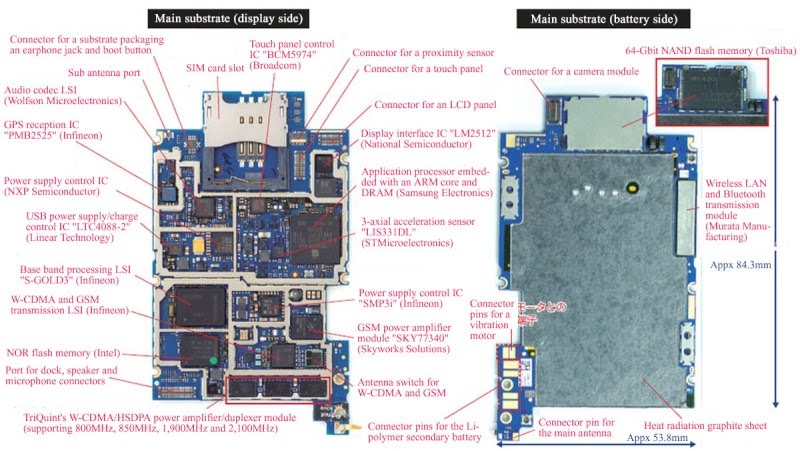 Main substrate (display side)
Connector for a substrate packaging
an earphone jack and boot button
Sub antenna port
SIM card slot
Touch panel control
IC "BCM5974"
(Broadcom)
Connector for a proximity sensor
Connector for a touch panel
Connector for an LCD panel
Audio codec LSI
(Wolfson Microelectronics)
GPS reception IC
"PMB2525" (Infineon)
Display interface IC "LM2512"
(National Semiconductor)
Power supply control IC
(NXP Semiconductor)
Application processor embed-
ded with an ARM core and
DRAM (Samsung Electronics)
USB power supply/charge
control IC "LTC4088-2"
(Linear Technology)
3-axial acceleration sensor
"LIS331DL"
(STMicroelectronics)
Base band processing LSI
"S-GOLD3" (Infineon)
Power supply control IC
"SMP3i" (Infineon)
W-CDMA and GSM
transmission LSI (Infineon)
GSM power amplifier
module "SKY77340"
(Skyworks Solutions)
NOR flash memory (Intel)
Port for dock, speaker and
microphone connectors
Antenna switch for
W-CDMA and GSM
TriQuint's W-CDMA/HSDPA power amplifier/duplexer module
(supporting 800MHz, 850MHz, 1,900MHz and 2,100MHz)
Main substrate (battery side)
64-Gbit NAND flash memory (Toshiba)
Connector for a camera module
Wireless LAN
and Bluetooth
transmission
module
(Murata Manu-
facturing)
Appx 84.3mm
Connector
pins for a
vibration
motor
モータとの
端子
Connector pins for the Li-
polymer secondary battery
Connector pin for
the main antenna
Heat radiation graphite sheet
Appx 53.8mm